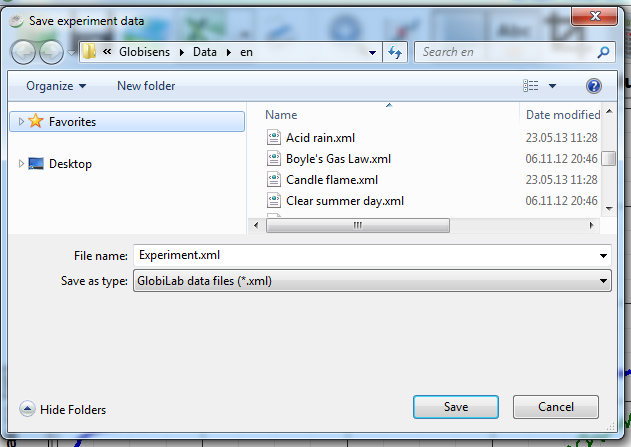 Save experiment data
« Globisens Data en
Search en
Organize New folder
Name Date modified
Favorites
Desktop
Acid rain.xml 23.05.13 11:28
Boyle's Gas Law.xml 06.11.12 20:46
Candle flame.xml 23.05.13 11:28
Clear summer day.xml 06.11.12 20:46
File name: Experiment.xml
Save as type: GlobiLab data files (*.xml)
Hide Folders
Save Cancel